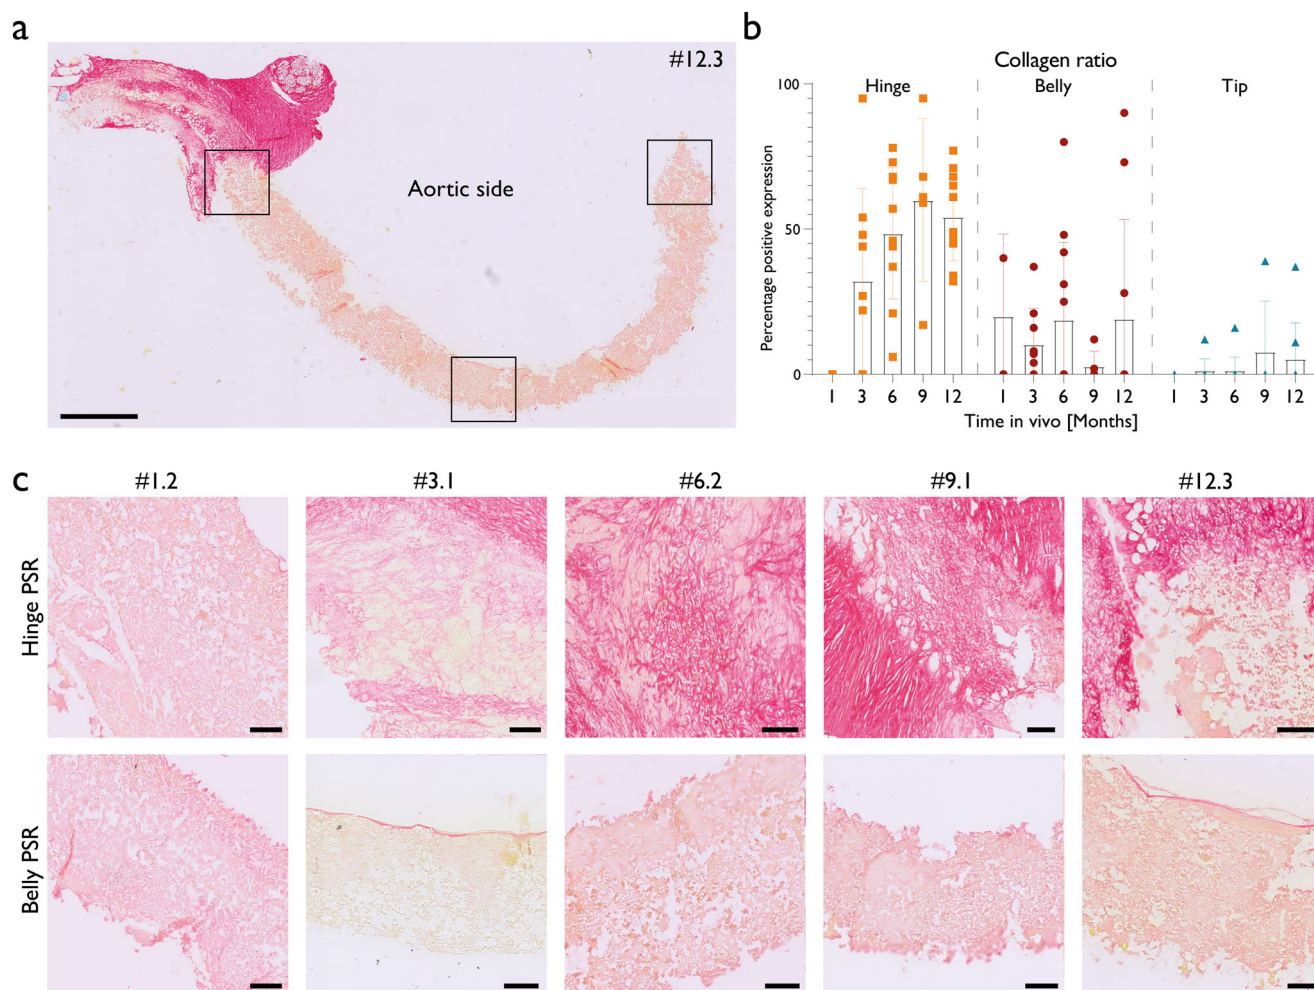 a
#12.3
Aortic side
b
Collagen ratio
Hinge Belly Tip
Percentage positive expression
100
50
0
1 3 6 9 12 1 3 6 9 12 1 3 6 9 12
Time in vivo [Months]
c
#1.2 #3.1 #6.2 #9.1 #12.3
Hinge PSR
Belly PSR